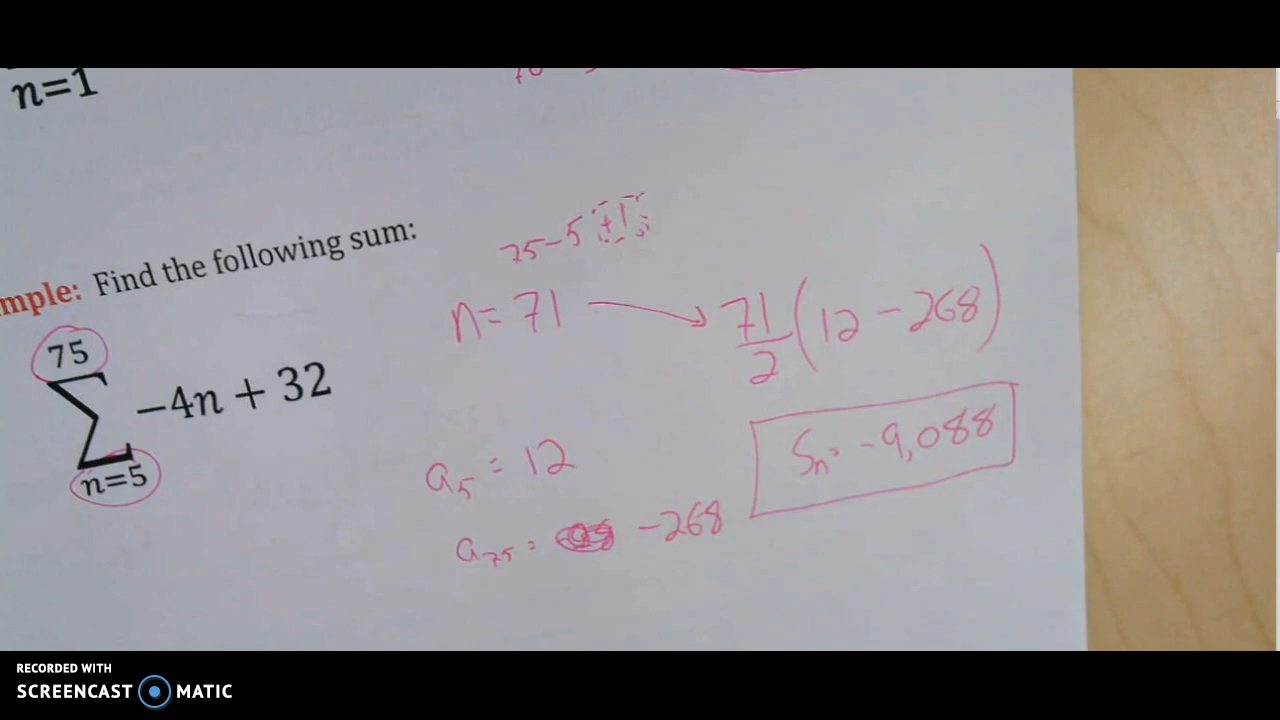 n=1
mple: Find the following sum:
75
∑ −4n + 32
n=5
75−5 +1
n= 71
71/2 (12 − 268)
a₅ = 12
a₇₅ = −268
Sₙ= −9,088
RECORDED WITH
SCREENCAST MATIC